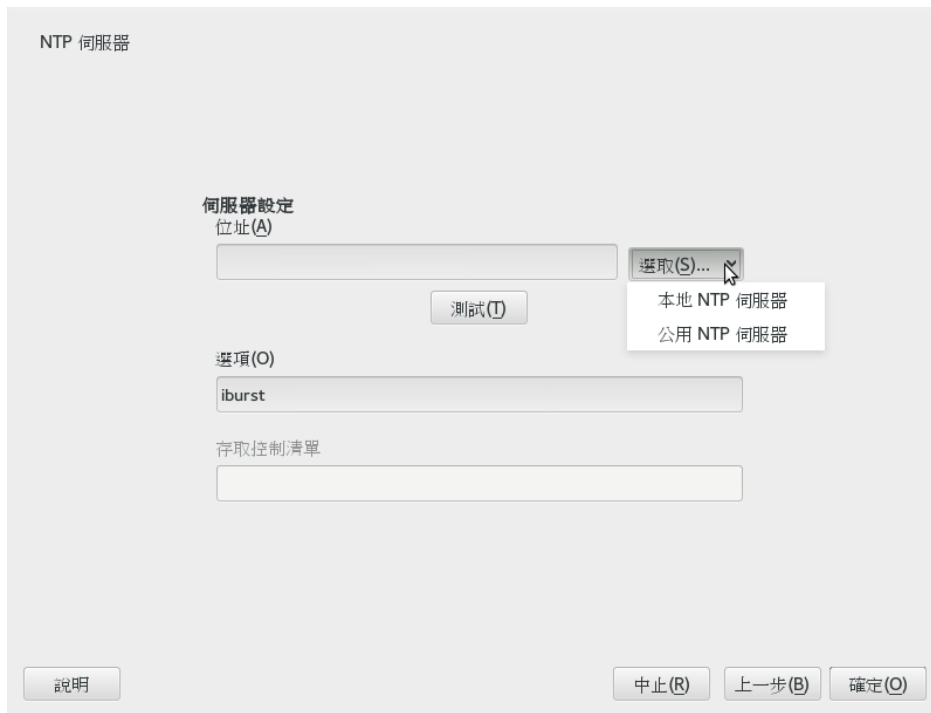 NTP 伺服器
伺服器設定
位址(A)
選取(S)...
本地 NTP 伺服器
公用 NTP 伺服器
測試(T)
選項(O)
iburst
存取控制清單
說明
中止(R)
上一步(B)
確定(O)